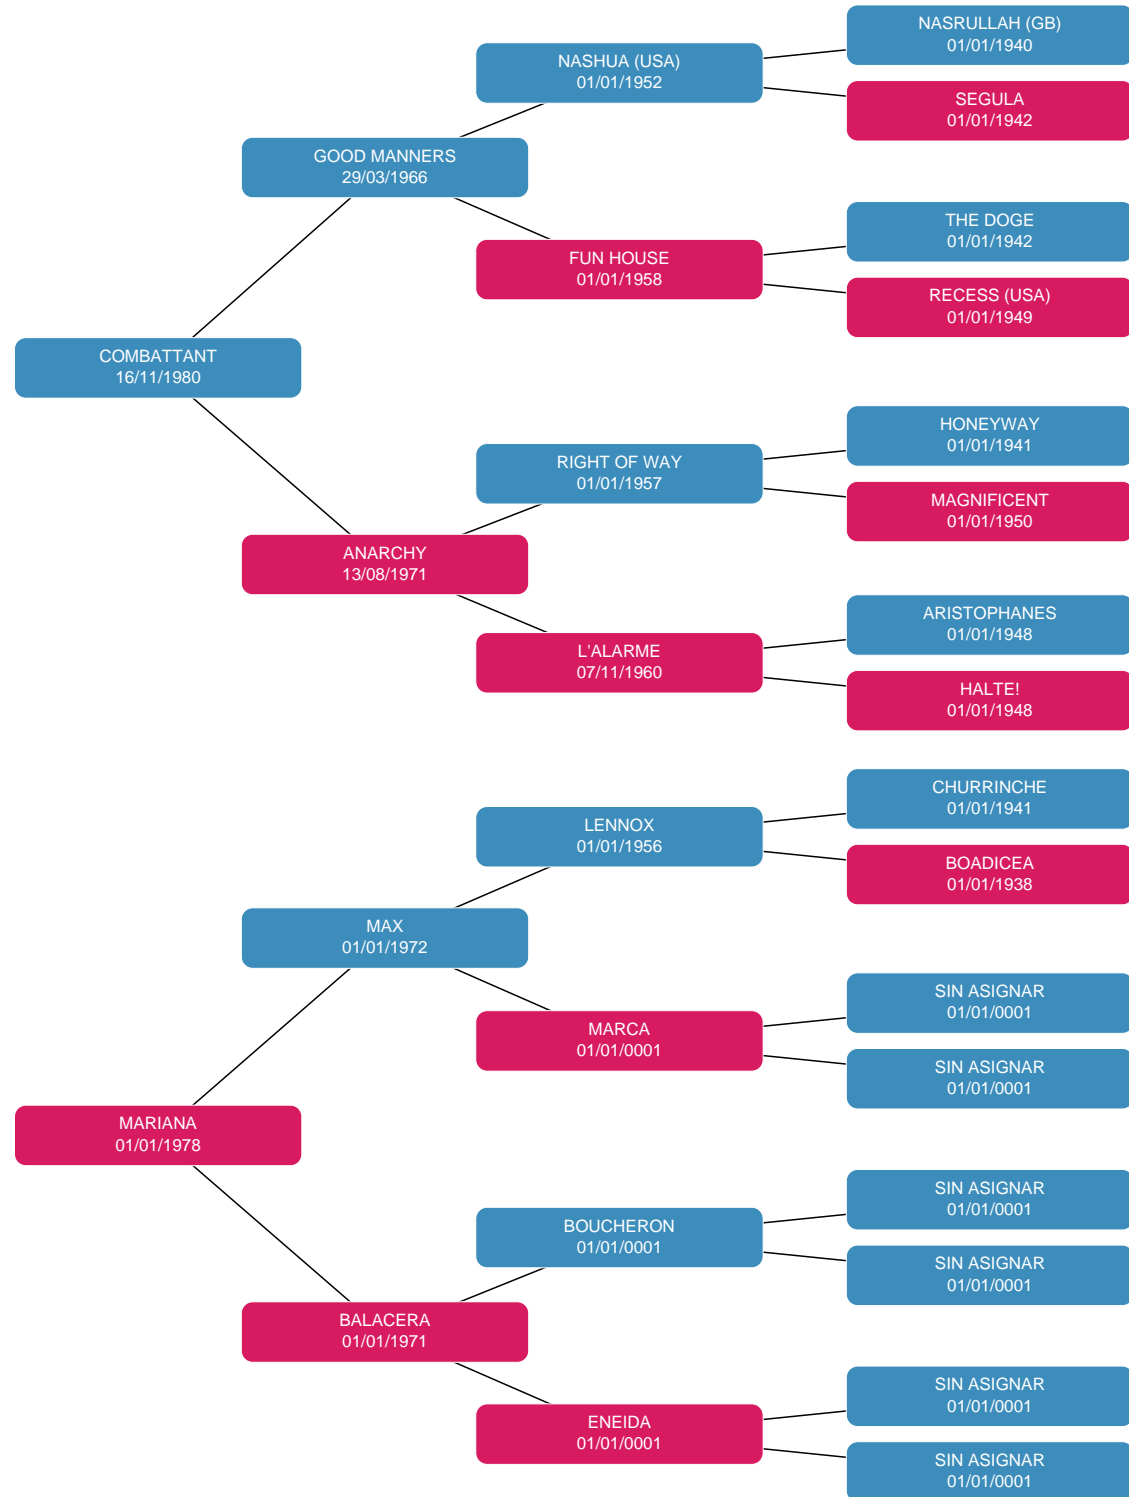 NASRULLAH (GB)
01/01/1940
NASHUA (USA)
01/01/1952
SEGULA
01/01/1942
GOOD MANNERS
29/03/1966
THE DOGE
01/01/1942
FUN HOUSE
01/01/1958
RECESS (USA)
01/01/1949
COMBATTANT
16/11/1980
HONEYWAY
01/01/1941
RIGHT OF WAY
01/01/1957
MAGNIFICENT
01/01/1950
ANARCHY
13/08/1971
ARISTOPHANES
01/01/1948
L'ALARME
07/11/1960
HALTE!
01/01/1948
CHURRINCHE
01/01/1941
LENNOX
01/01/1956
BOADICEA
01/01/1938
MAX
01/01/1972
SIN ASIGNAR
01/01/0001
MARCA
01/01/0001
SIN ASIGNAR
01/01/0001
MARIANA
01/01/1978
SIN ASIGNAR
01/01/0001
BOUCHERON
01/01/0001
SIN ASIGNAR
01/01/0001
BALACERA
01/01/1971
SIN ASIGNAR
01/01/0001
ENEIDA
01/01/0001
SIN ASIGNAR
01/01/0001